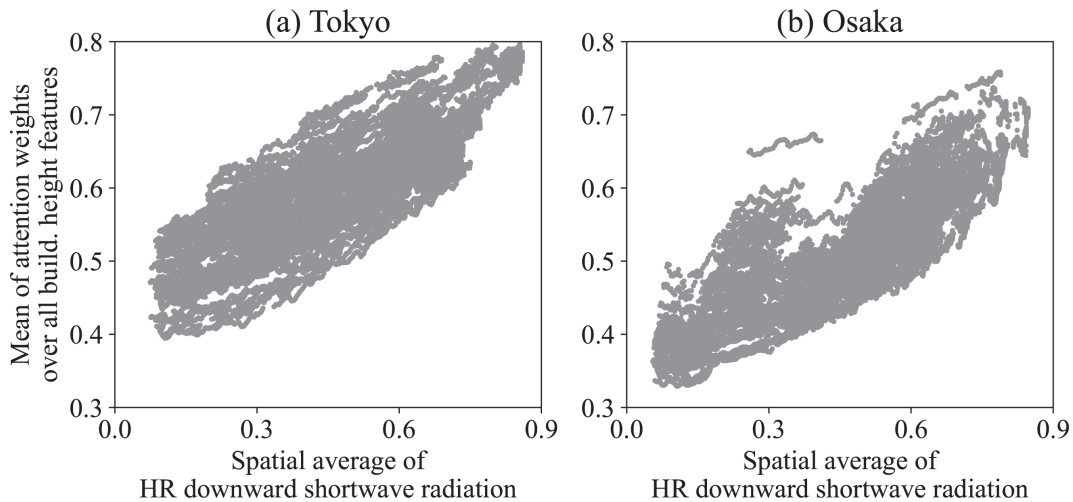 (a) Tokyo
(b) Osaka
Mean of attention weights
over all build. height features
0.8
0.7
0.6
0.5
0.4
0.3
0.0
0.3
0.6
0.9
Spatial average of
HR downward shortwave radiation
0.8
0.7
0.6
0.5
0.4
0.3
0.0
0.3
0.6
0.9
Spatial average of
HR downward shortwave radiation